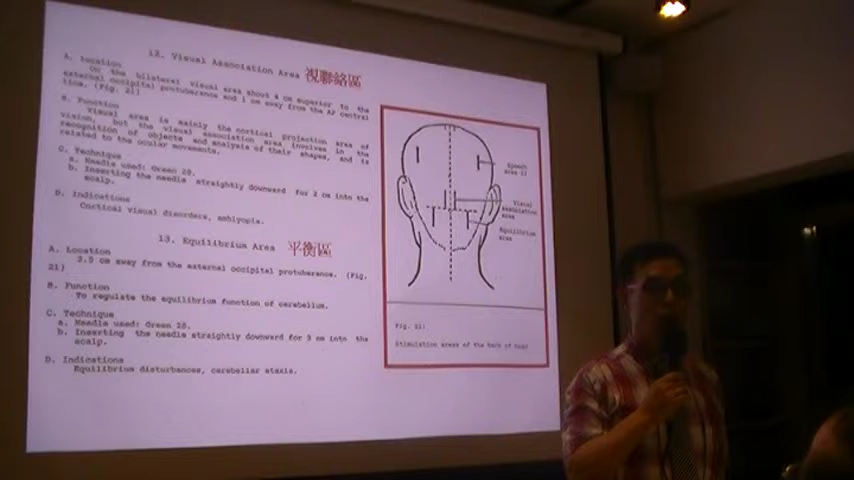 12. Visual Association Area 視聯絡區
A. Location
On the bilateral visual area about 4 cm superior to the
external occipital protuberance and 1 cm away from the AP central
line. (Fig. 21)
B. Function
Visual area is mainly the cortical projection area of
vision, but the visual association area involves in the
recognition of objects and analysis of their shapes, and is
related to the ocular movements.
C. Technique
a. Needle used: Green 28.
b. Inserting the needle straightly downward for 2 cm into the
scalp.
D. Indications
Cortical visual disorders, amblyopia.
13. Equilibrium Area 平衡區
A. Location
3.5 cm away from the external occipital protuberance. (Fig.
21)
B. Function
To regulate the equilibrium function of cerebellum.
C. Technique
a. Needle used: Green 28.
b. Inserting the needle straightly downward for 3 cm into the
scalp.
D. Indications
Equilibrium disturbances, cerebellar ataxia.
Speech
area II
Visual
association
area
Equilibrium
area
Fig. 21:
Stimulation areas of the back of head